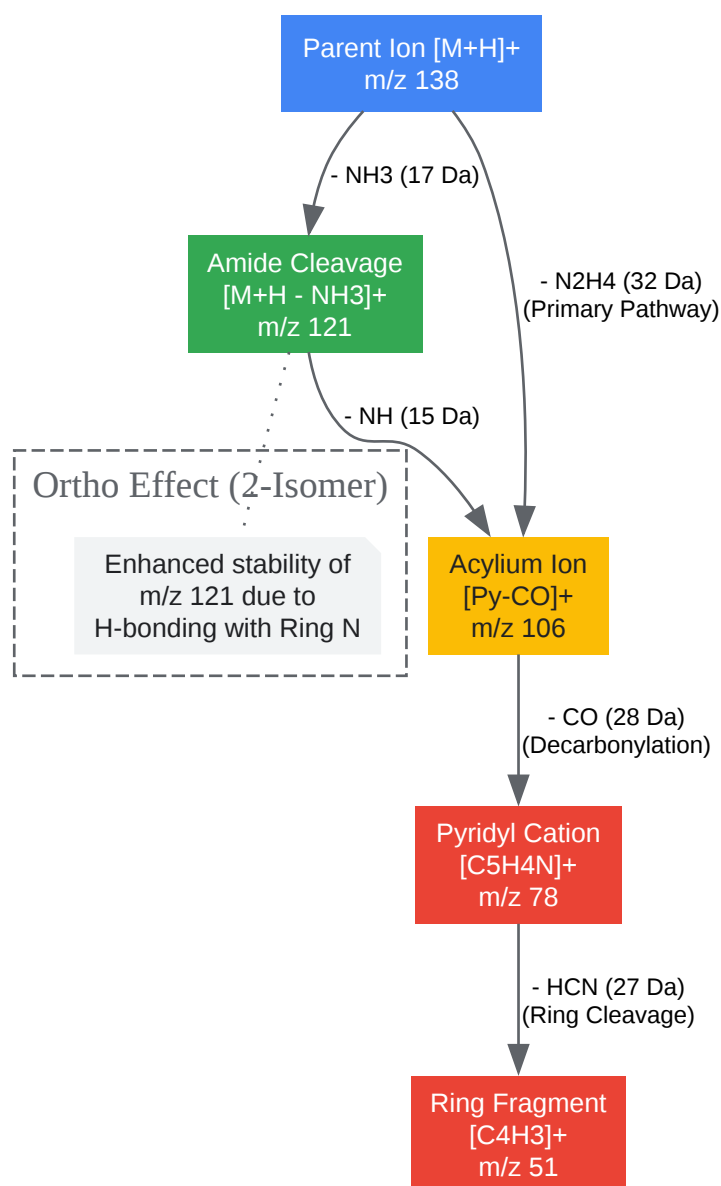 Parent Ion [M+H]+
m/z 138
- NH3 (17 Da)
Amide Cleavage
[M+H - NH3]+
m/z 121
- N2H4 (32 Da)
(Primary Pathway)
- NH (15 Da)
Ortho Effect (2-Isomer)
Enhanced stability of
m/z 121 due to
H-bonding with Ring N
Acylium Ion
[Py-CO]+
m/z 106
- CO (28 Da)
(Decarbonylation)
Pyridyl Cation
[C5H4N]+
m/z 78
- HCN (27 Da)
(Ring Cleavage)
Ring Fragment
[C4H3]+
m/z 51